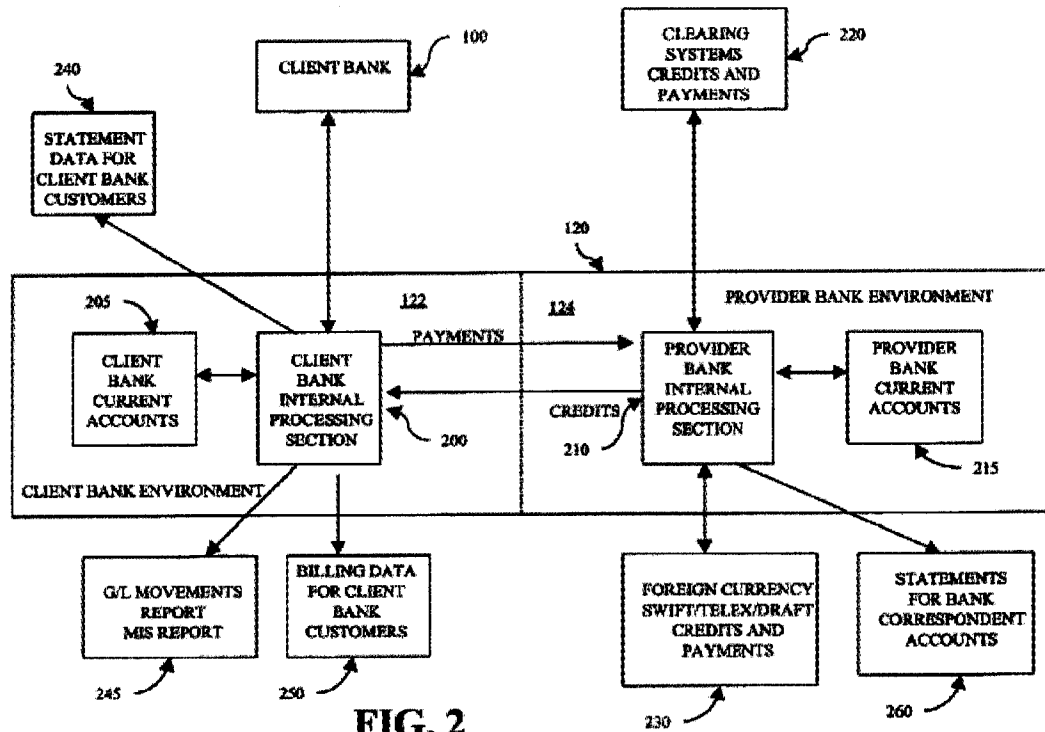 100
CLIENT BANK
220
CLEARING
SYSTEMS
CREDITS AND
PAYMENTS
240
STATEMENT
DATA FOR
CLIENT BANK
CUSTOMERS
120
122
124
PROVIDER BANK ENVIRONMENT
205
CLIENT
BANK
CURRENT
ACCOUNTS
CLIENT
BANK
INTERNAL
PROCESSING
SECTION
200
PAYMENTS
CREDITS
210
PROVIDER
BANK
INTERNAL
PROCESSING
SECTION
PROVIDER
BANK
CURRENT
ACCOUNTS
215
CLIENT BANK ENVIRONMENT
G/L MOVEMENTS
REPORT
MIS REPORT
245
BILLING DATA
FOR CLIENT
BANK
CUSTOMERS
250
FOREIGN CURRENCY
SWIFT/TELEX/DRAFT
CREDITS AND
PAYMENTS
230
STATEMENTS
FOR BANK
CORRESPONDENT
ACCOUNTS
260
FIG. 2